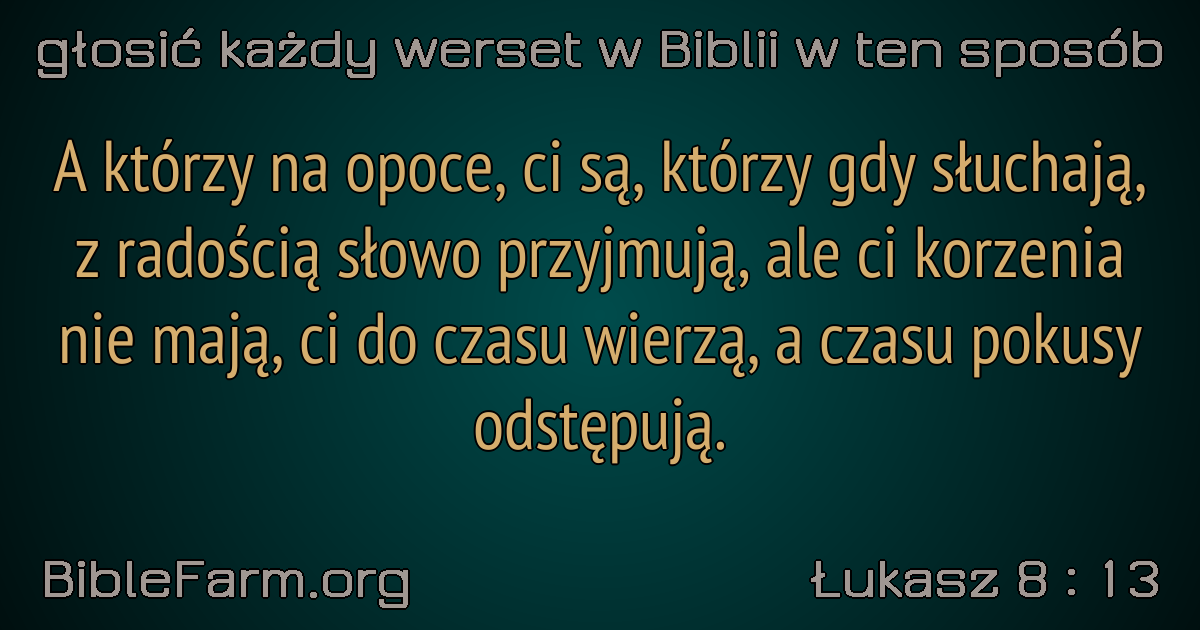 głosić każdy werset w Biblii w ten sposób
A którzy na opoce, ci są, którzy gdy słuchają,
z radością słowo przyjmują, ale ci korzenia
nie mają, ci do czasu wierzą, a czasu pokusy
odstępują.
BibleFarm.org
Łukasz 8 : 13